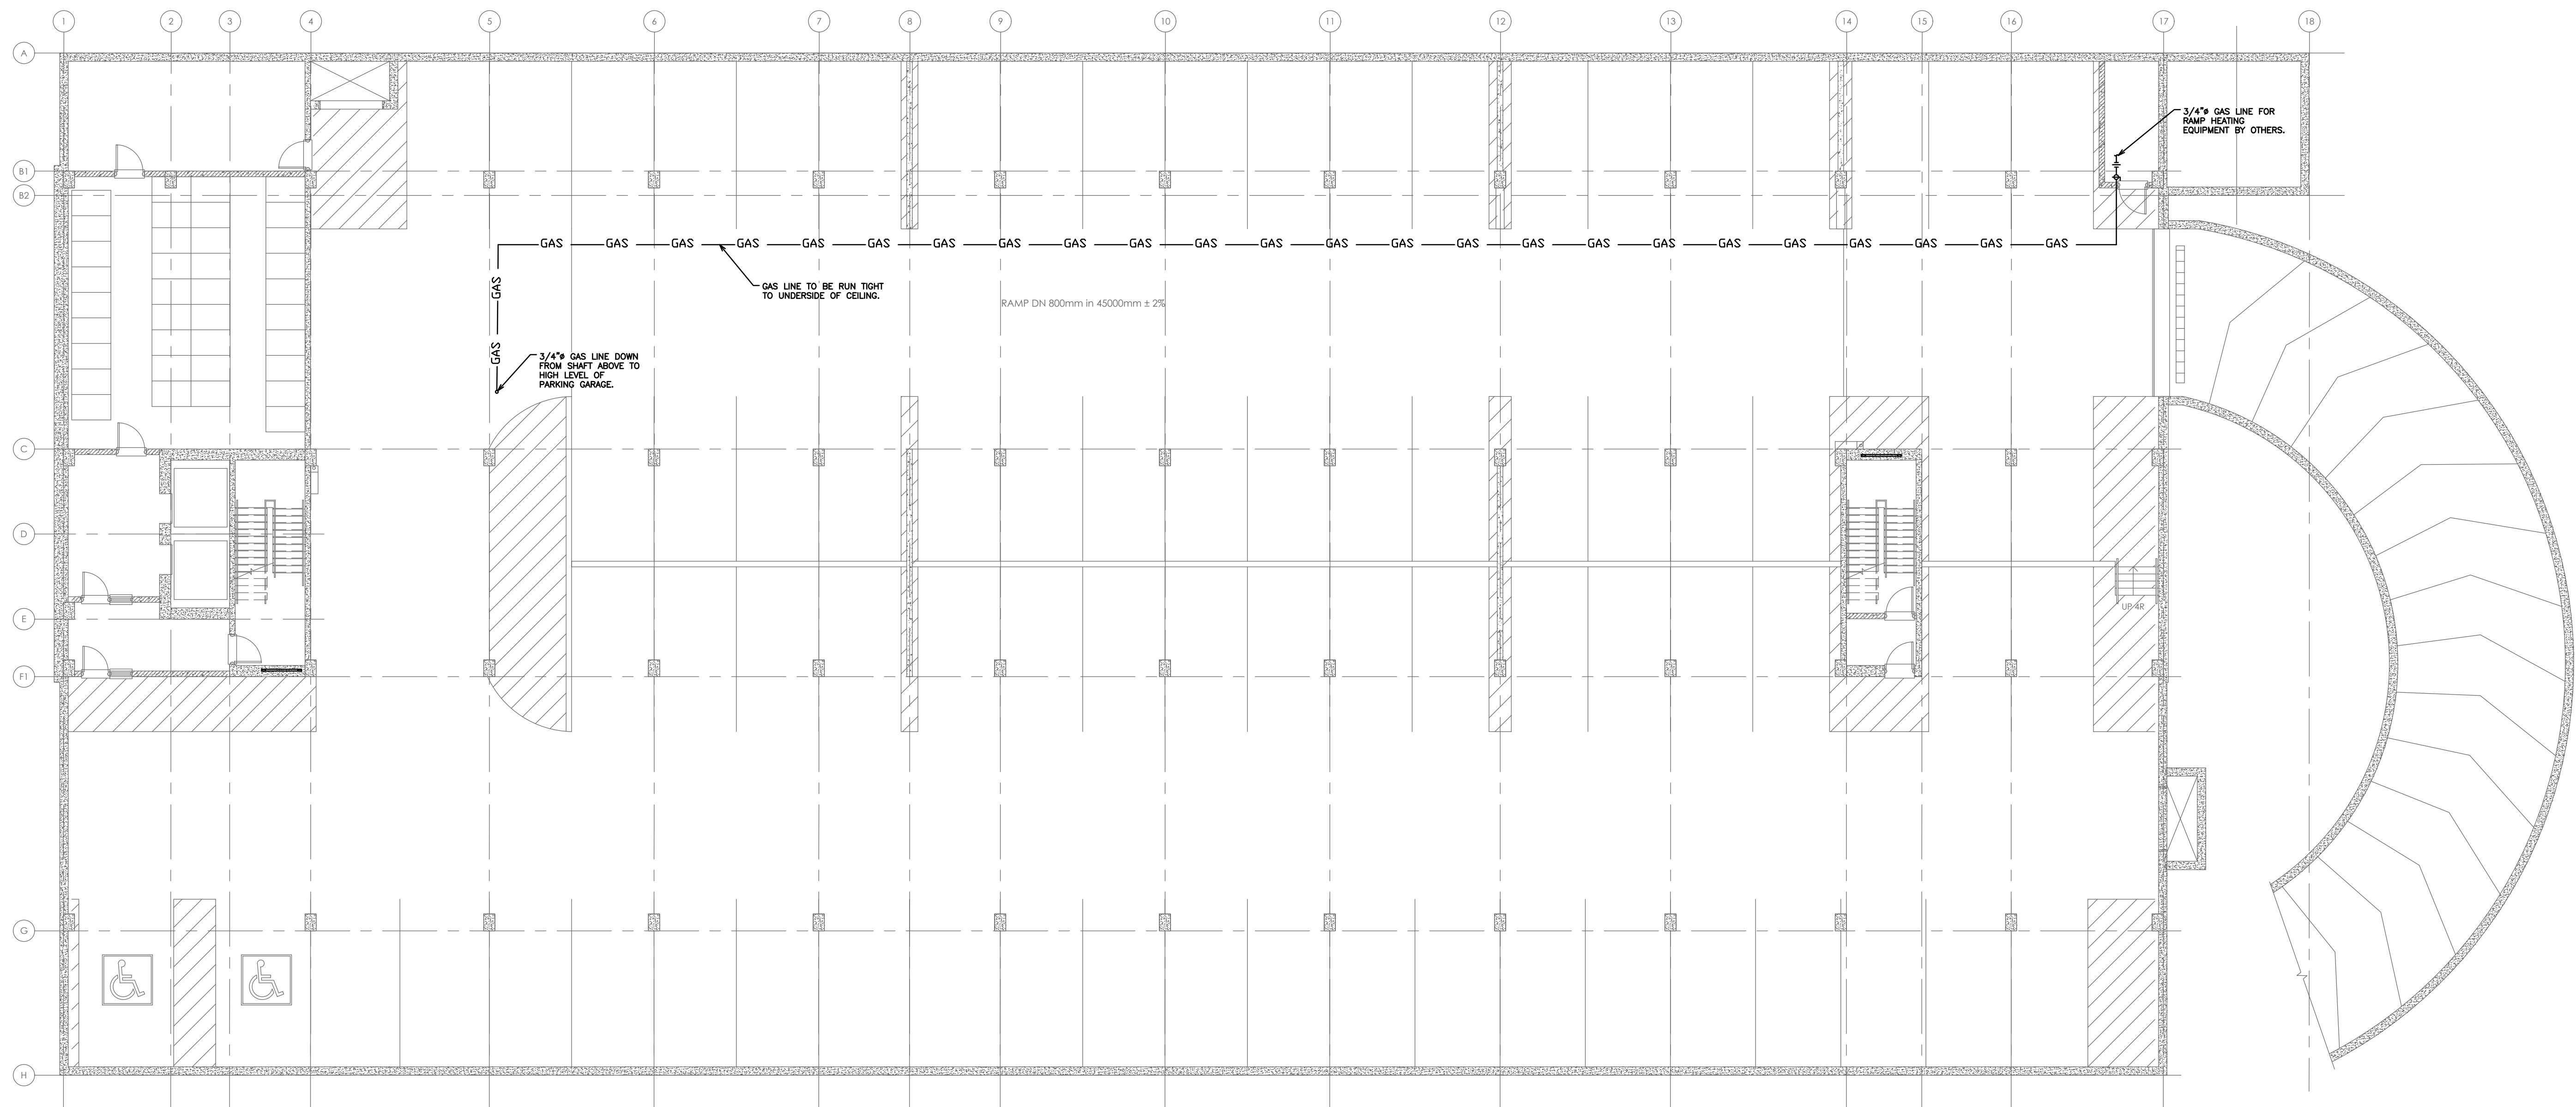 1 2 3 4 5 6 7 8 9 10 11 12 13 14 15 16 17 18
A
3/4"ø GAS LINE FOR
RAMP HEATING
EQUIPMENT BY OTHERS.
B1
B2
GAS GAS GAS GAS GAS GAS GAS GAS GAS GAS GAS GAS GAS GAS GAS GAS GAS GAS GAS GAS GAS GAS GAS GAS
GAS
GAS
GAS LINE TO BE RUN TIGHT
TO UNDERSIDE OF CEILING.
RAMP DN 800mm in 45000mm ± 2%
3/4"ø GAS LINE DOWN
FROM SHAFT ABOVE TO
HIGH LEVEL OF
PARKING GARAGE.
C
D
E
UP 4R
F1
G
H